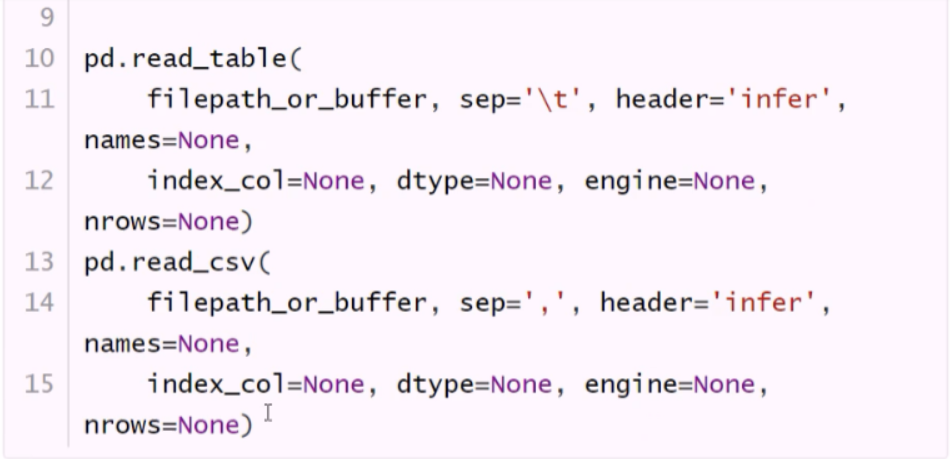 9
10 pd.read_table(
11     filepath_or_buffer, sep='\t', header='infer',
names=None,
12     index_col=None, dtype=None, engine=None,
nrows=None)
13 pd.read_csv(
14     filepath_or_buffer, sep=',', header='infer',
names=None,
15     index_col=None, dtype=None, engine=None,
nrows=None)